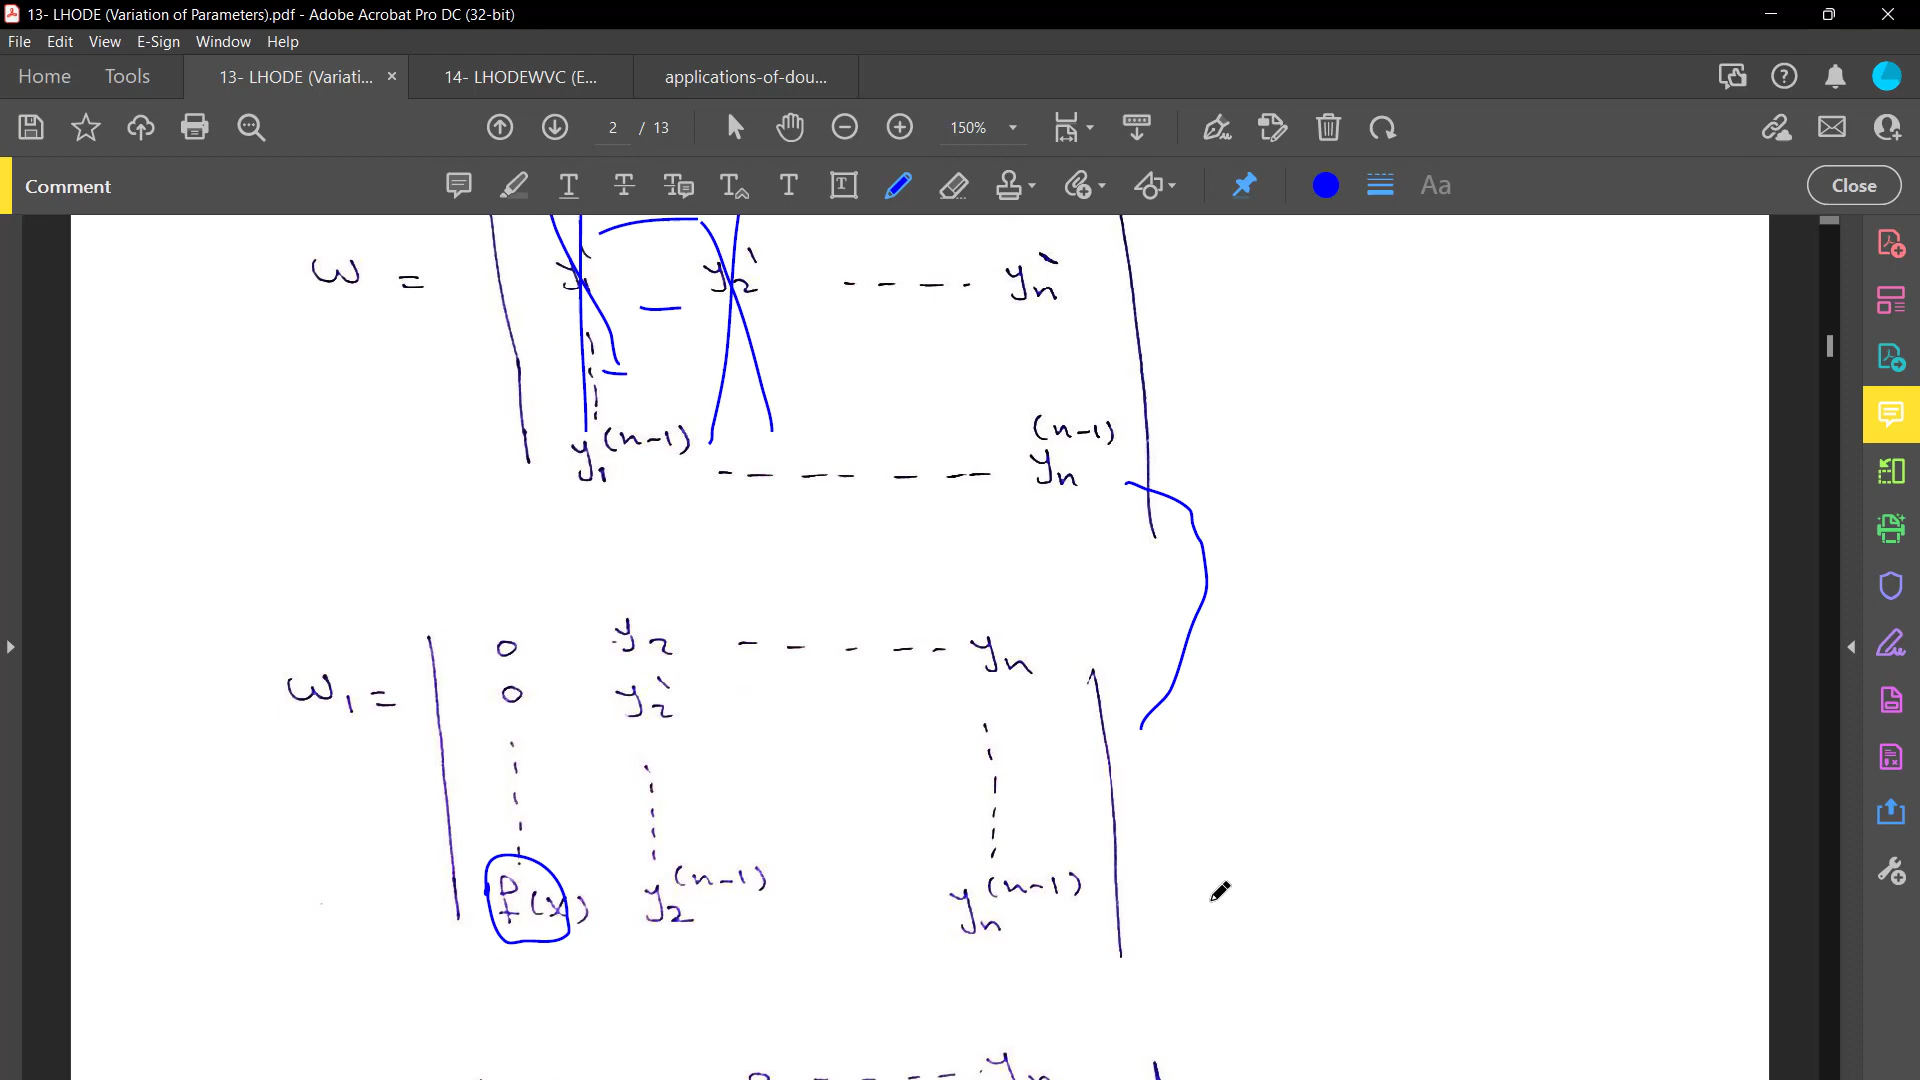 13- LHODE (Variation of Parameters).pdf - Adobe Acrobat Pro DC (32-bit)
File Edit View E-Sign Window Help
Home Tools 13- LHODE (Variati... × 14- LHODEWVC (E... applications-of-dou...
2 / 13 150%
Comment Aa Close
W = y1' y2' ----- yn'
y1^(n-1) ------ yn^(n-1)
W1 = 0 y2 ----- yn
0 y2'
f(x) y2^(n-1) yn^(n-1)
---- yn